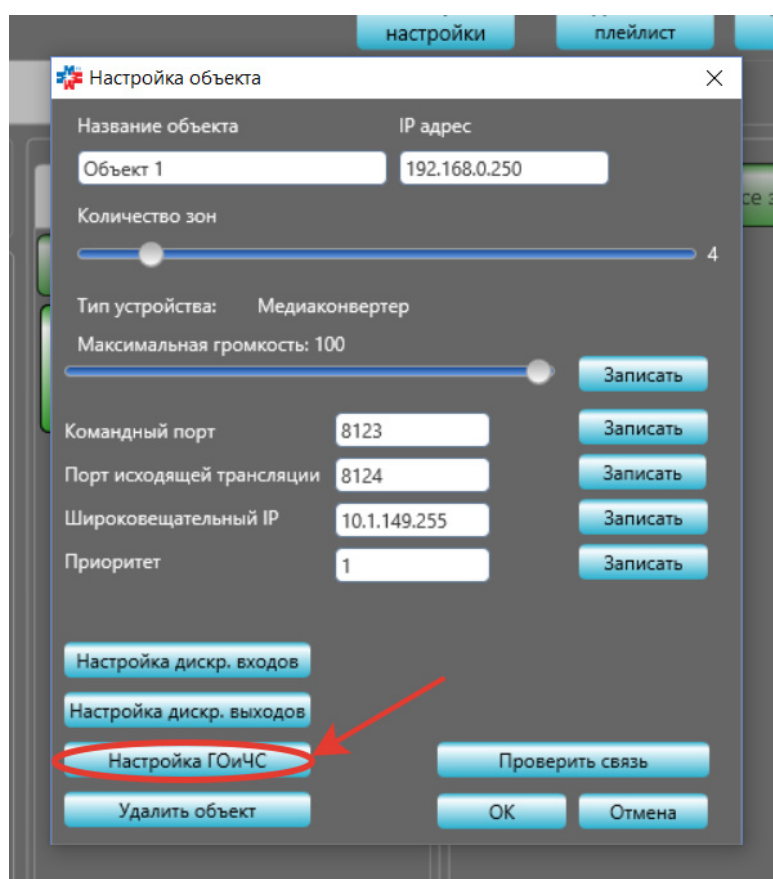 настройки
плейлист
Настройка объекта
Название объекта IP адрес
Объект 1 192.168.0.250
Количество зон
4
Тип устройства: Медиаконвертер
Максимальная громкость: 100
Записать
Командный порт 8123 Записать
Порт исходящей трансляции 8124 Записать
Широковещательный IP 10.1.149.255 Записать
Приоритет 1 Записать
Настройка дискр. входов
Настройка дискр. выходов
Настройка ГОиЧС Проверить связь
Удалить объект OK Отмена